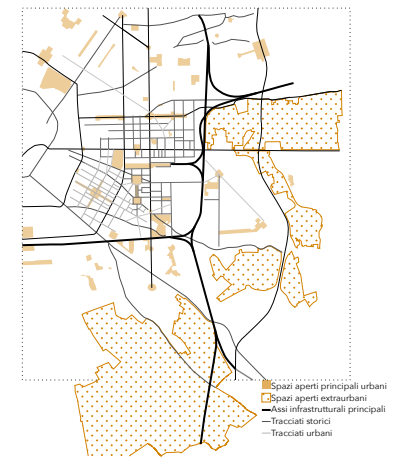 Spazi aperti principali urbani
Spazi aperti extraurbani
Assi infrastrutturali principali
Tracciati storici
Tracciati urbani